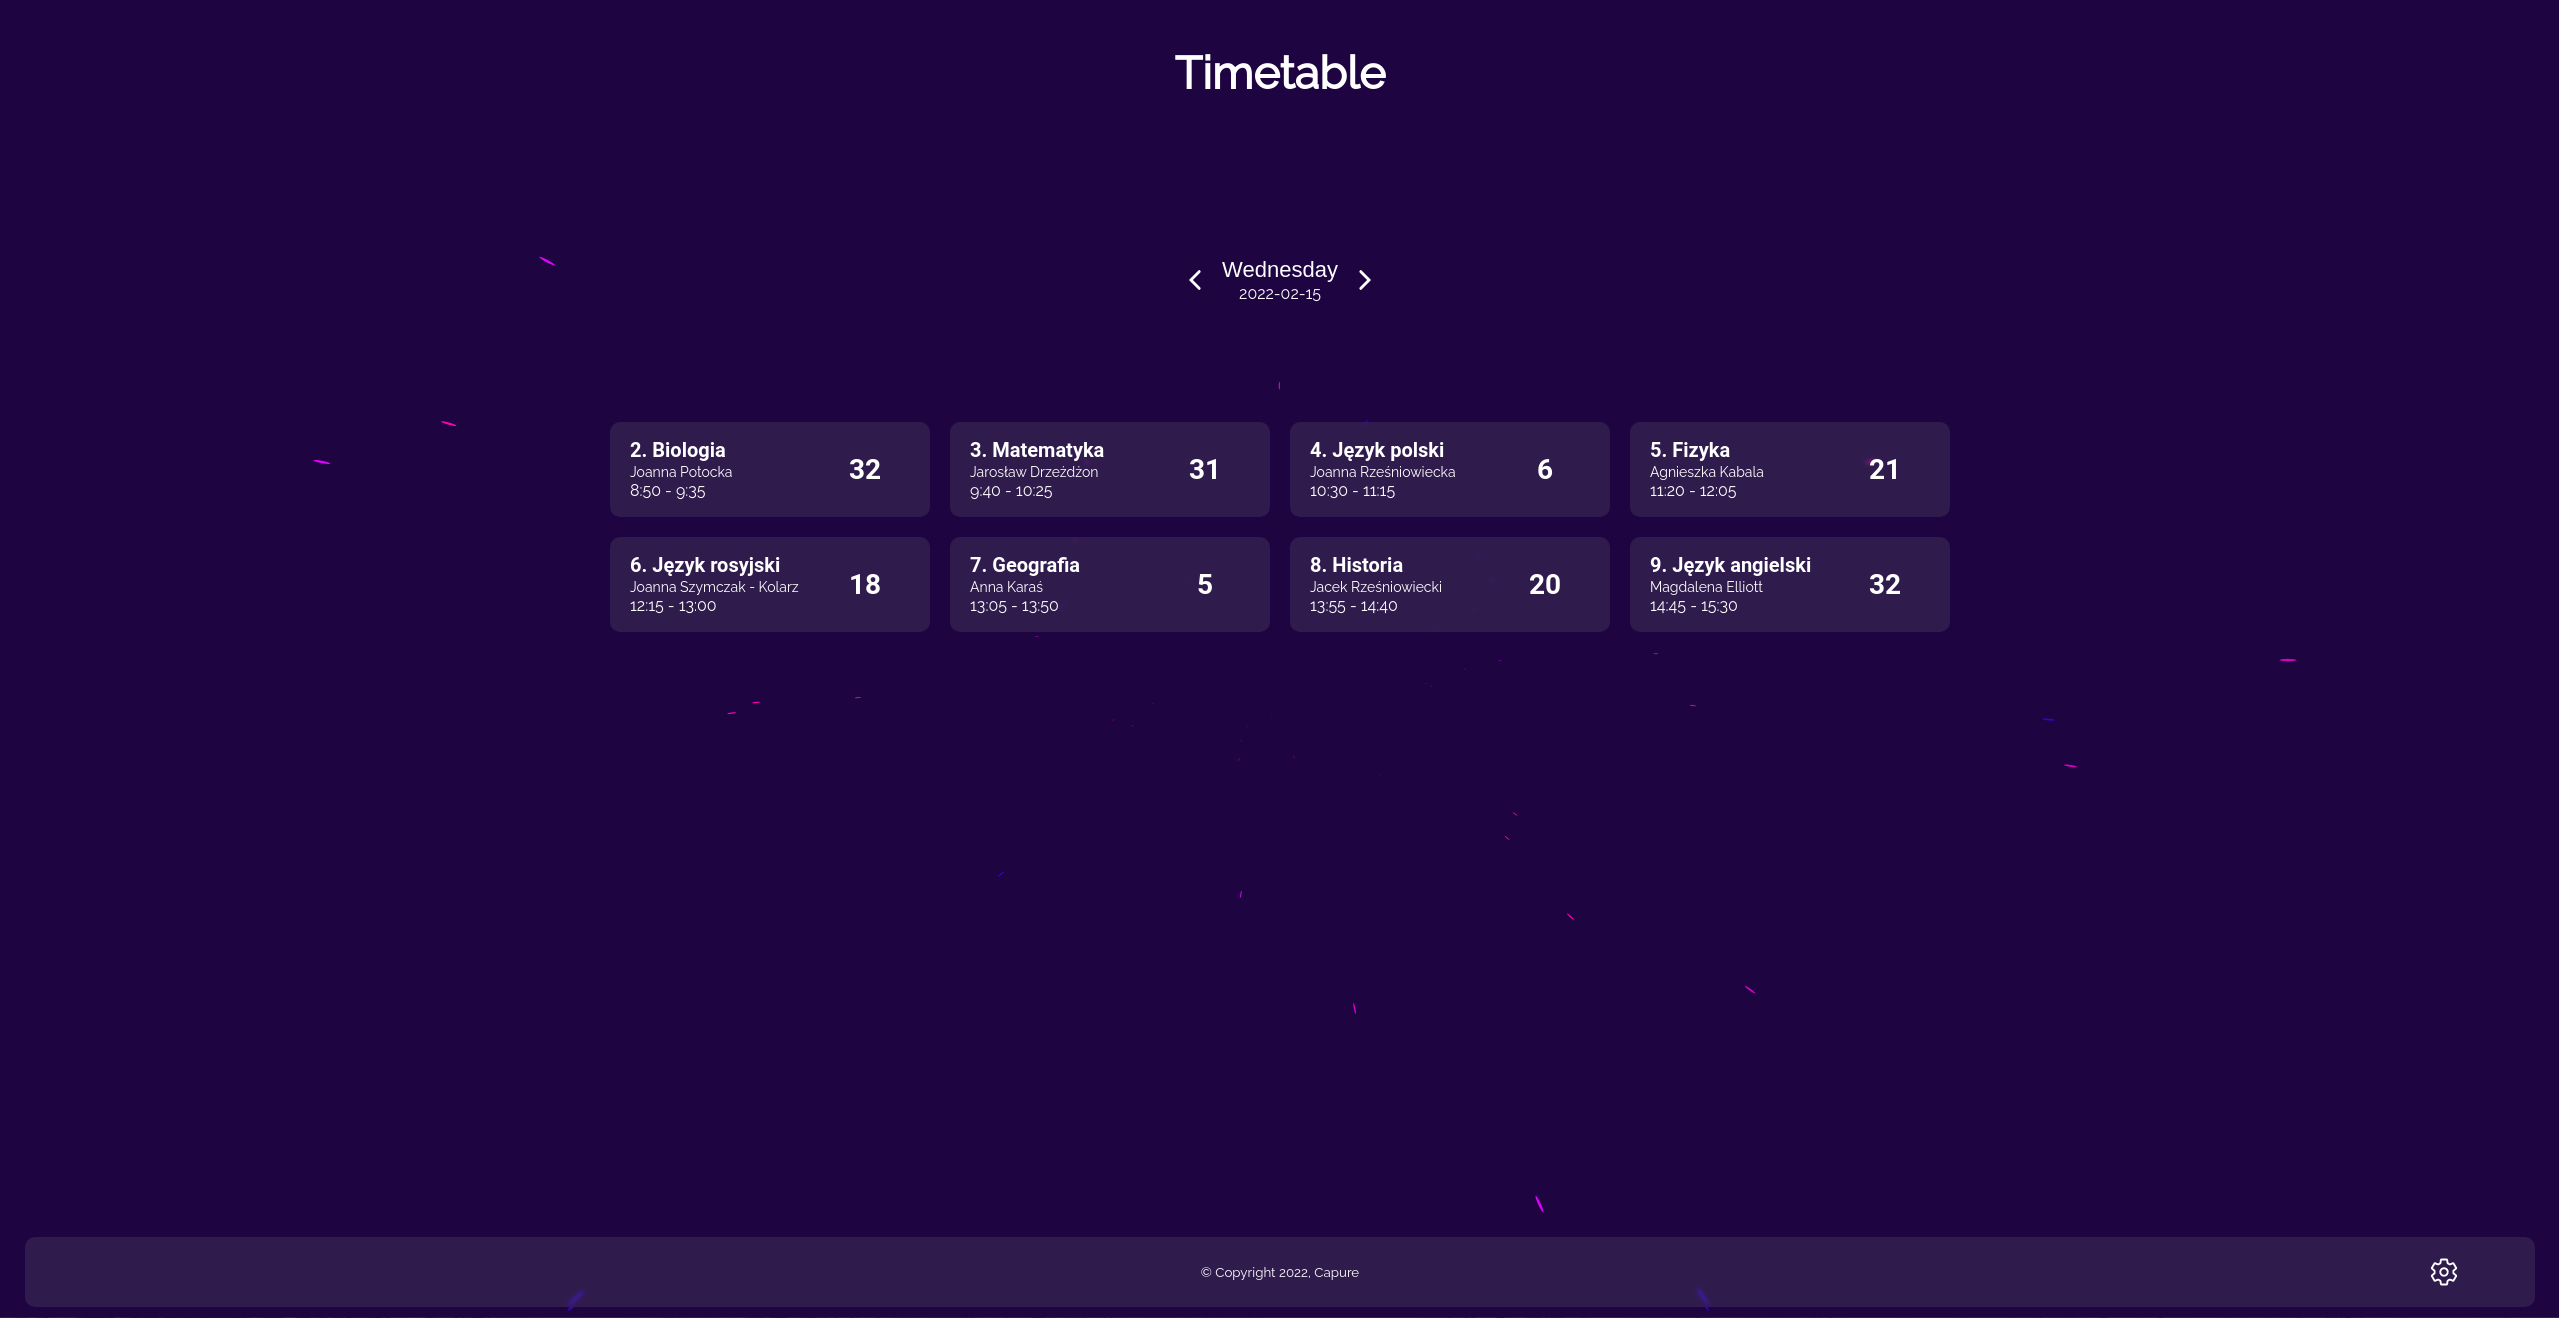 Timetable
Wednesday
2022-02-15
2. Biologia
Joanna Potocka
8:50 - 9:35
32
3. Matematyka
Jarosław Drzeżdżon
9:40 - 10:25
31
4. Język polski
Joanna Rześniowiecka
10:30 - 11:15
6
5. Fizyka
Agnieszka Kabala
11:20 - 12:05
21
6. Język rosyjski
Joanna Szymczak - Kolarz
12:15 - 13:00
18
7. Geografia
Anna Karaś
13:05 - 13:50
5
8. Historia
Jacek Rześniowiecki
13:55 - 14:40
20
9. Język angielski
Magdalena Elliott
14:45 - 15:30
32
© Copyright 2022, Capure